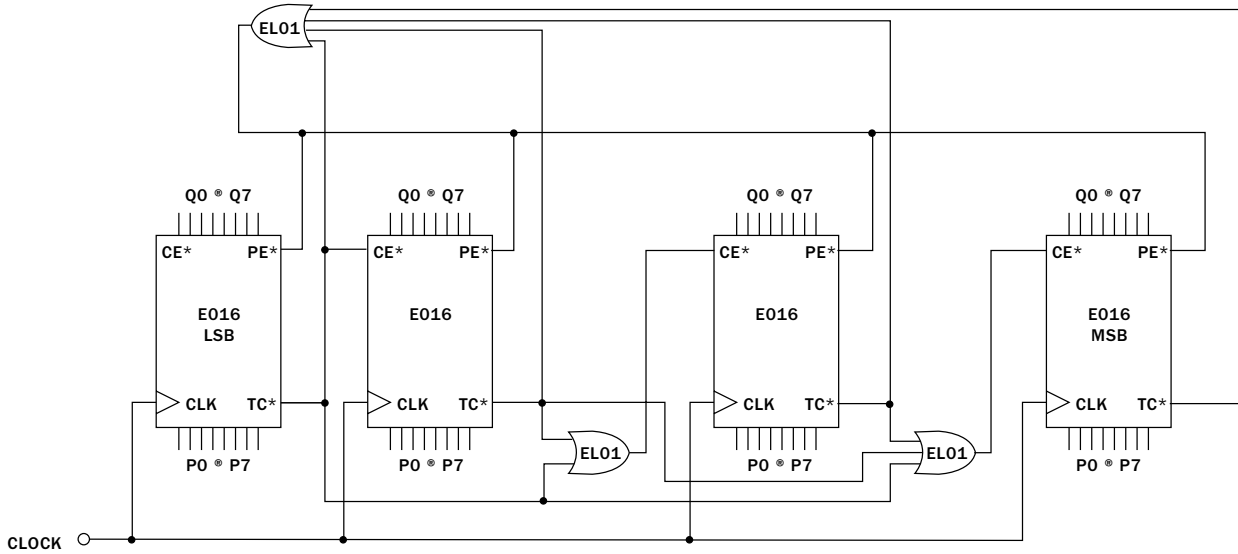 EL01
Q0 ® Q7
Q0 ® Q7
Q0 ® Q7
Q0 ® Q7
CE* PE*
CE* PE*
CE* PE*
CE* PE*
E016
LSB
E016
E016
E016
MSB
CLK TC*
CLK TC*
CLK TC*
CLK TC*
EL01
EL01
P0 ® P7
P0 ® P7
P0 ® P7
P0 ® P7
CLOCK